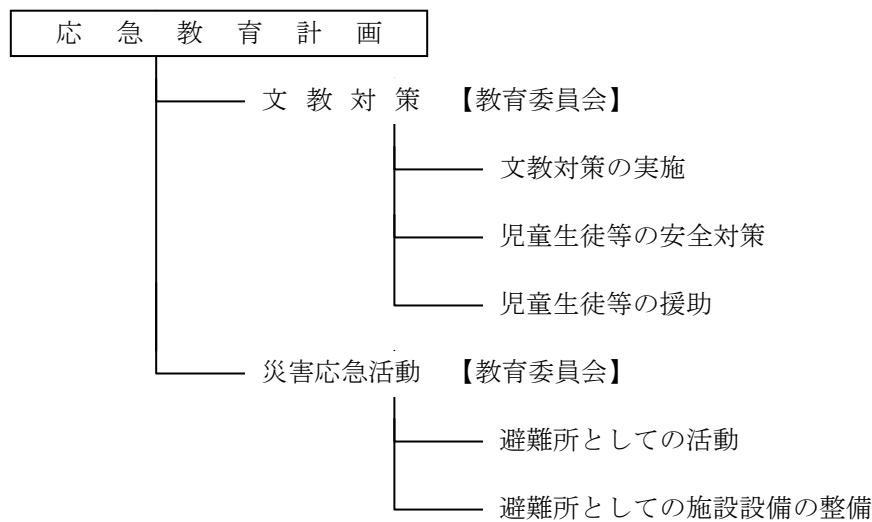 応急教育計画
文教対策 【教育委員会】
文教対策の実施
児童生徒等の安全対策
児童生徒等の援助
災害応急活動 【教育委員会】
避難所としての活動
避難所としての施設設備の整備